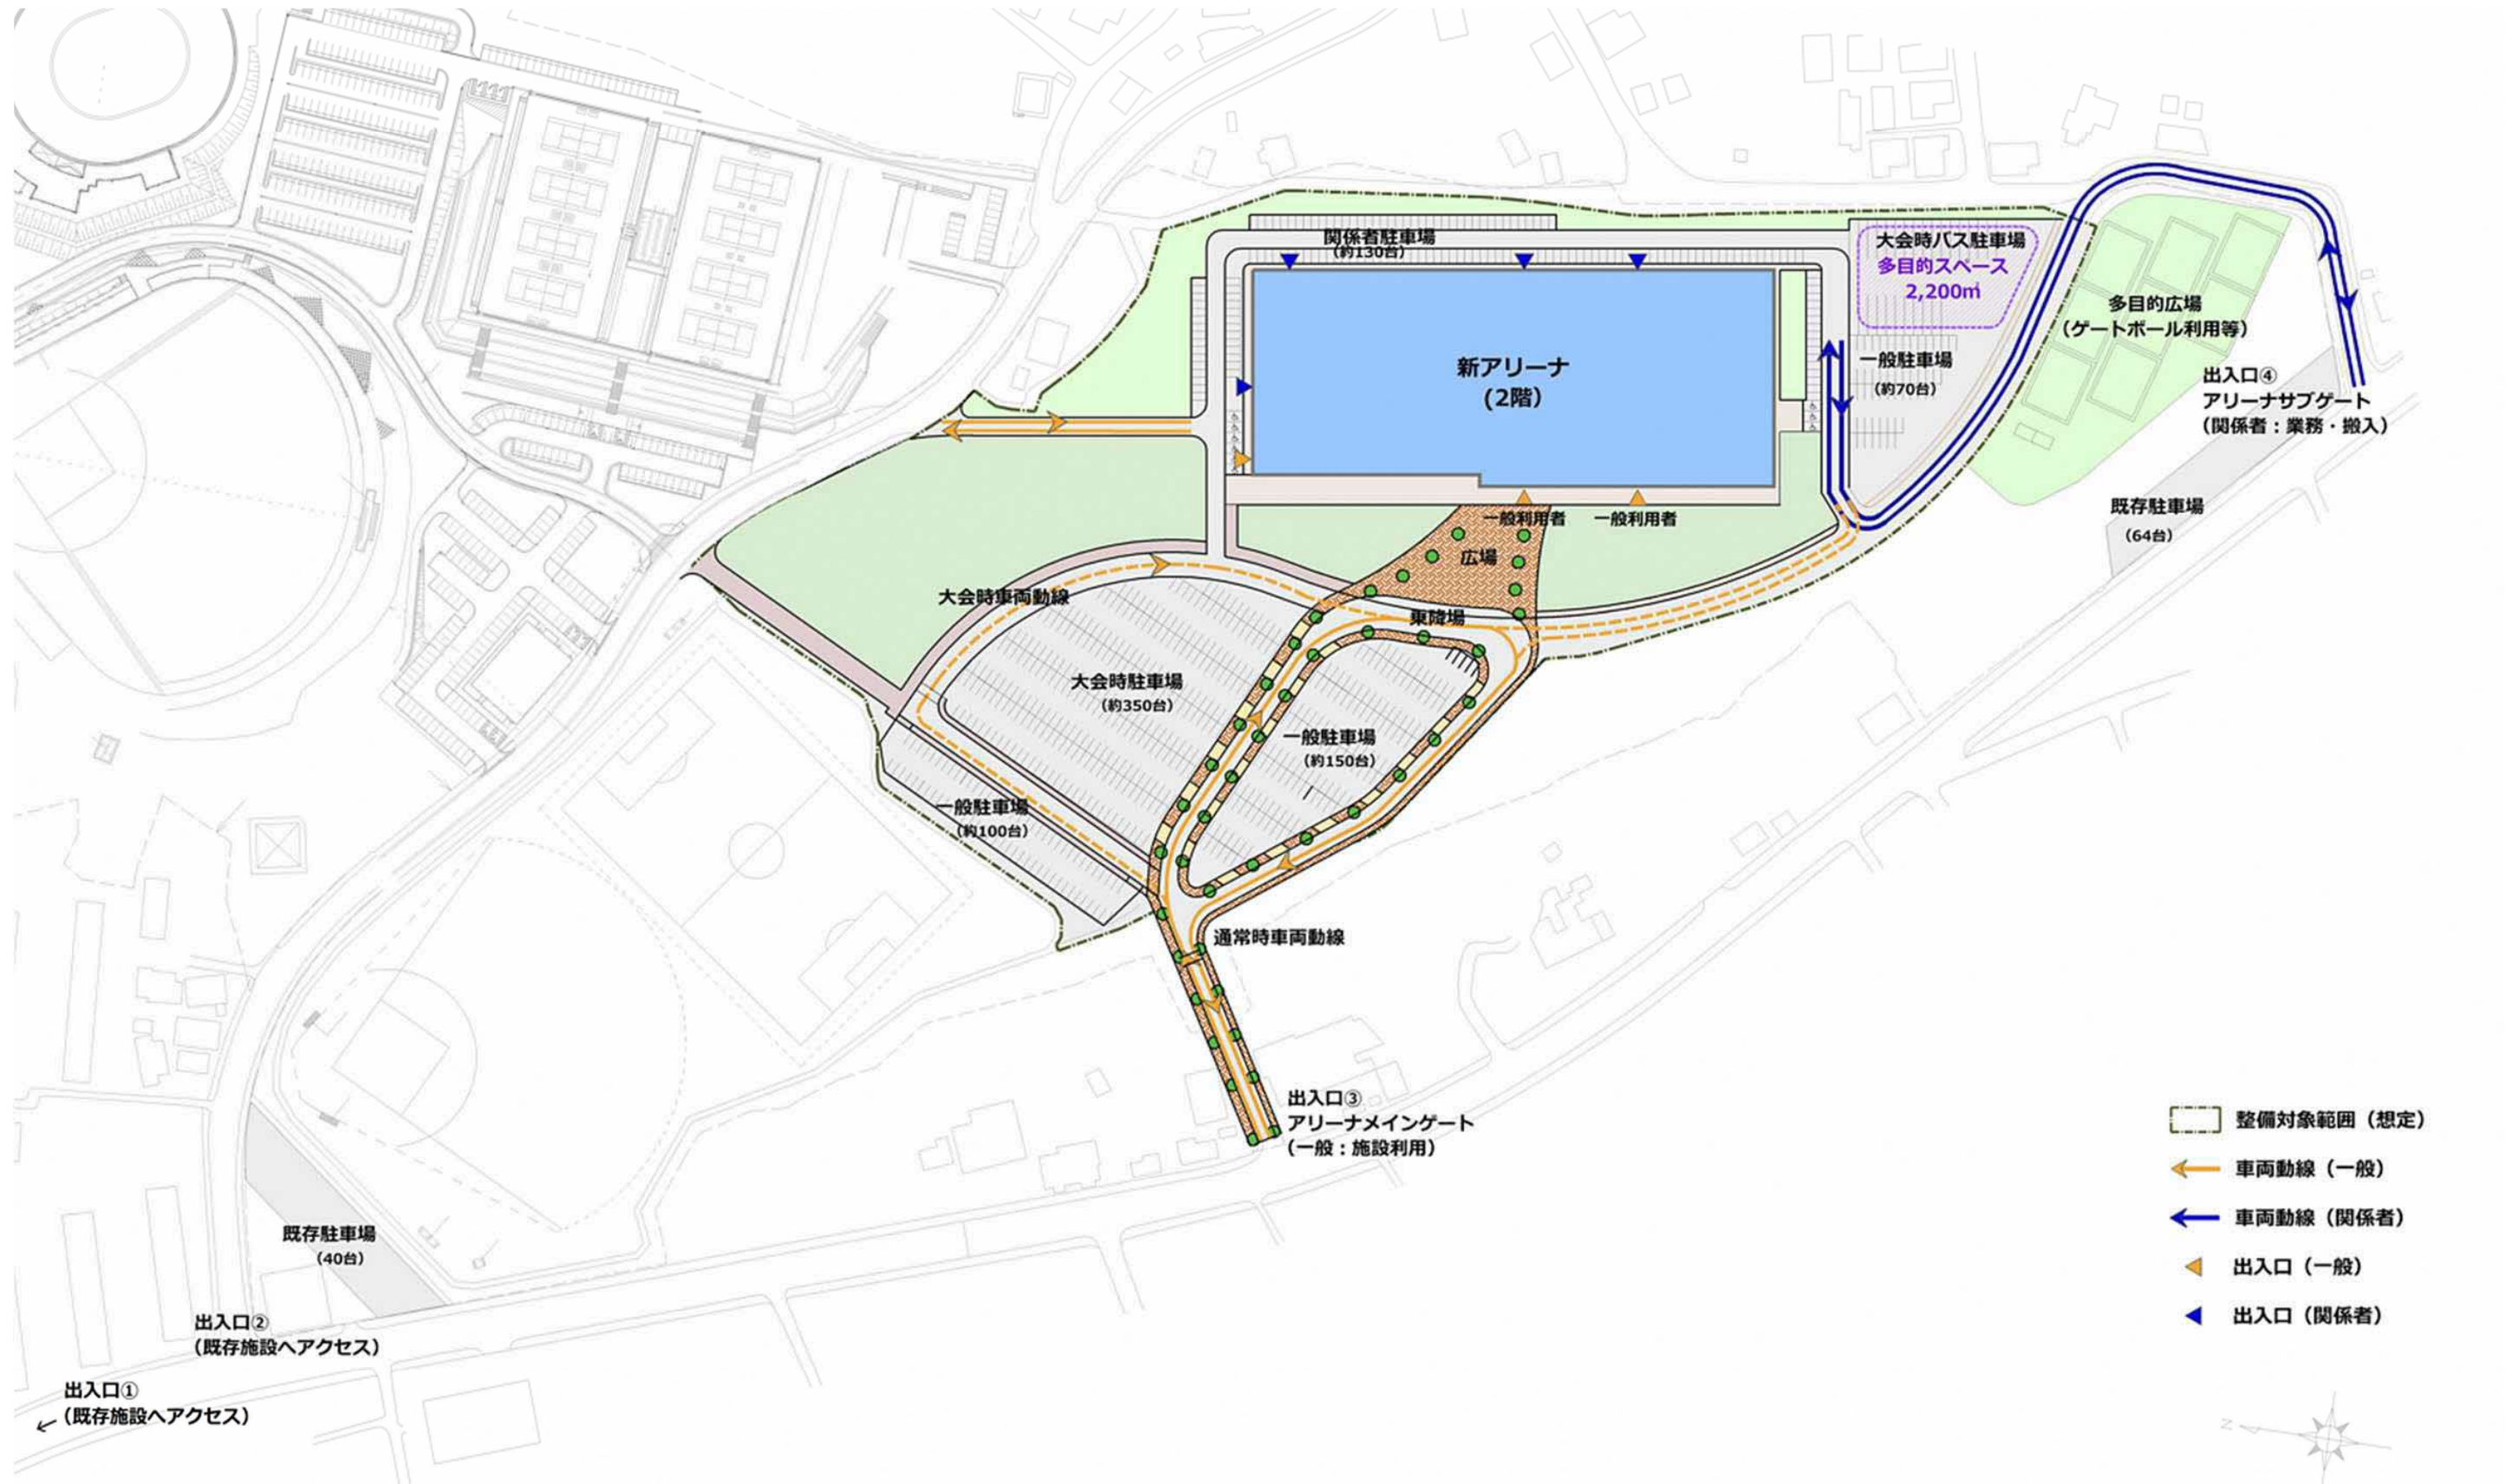 関係者駐車場
（約130台）
大会時バス駐車場
多目的スペース
2,200㎡
多目的広場
（ゲートボール利用等）
新アリーナ
（2階）
一般駐車場
（約70台）
出入口④
アリーナサブゲート
（関係者：業務・搬入）
既存駐車場
（64台）
一般利用者
一般利用者
広場
大会時車両動線
乗降場
大会時駐車場
（約350台）
一般駐車場
（約150台）
一般駐車場
（約100台）
通常時車両動線
出入口③
アリーナメインゲート
（一般：施設利用）
整備対象範囲（想定）
車両動線（一般）
車両動線（関係者）
出入口（一般）
出入口（関係者）
既存駐車場
（40台）
出入口②
（既存施設へアクセス）
出入口①
（既存施設へアクセス）
N